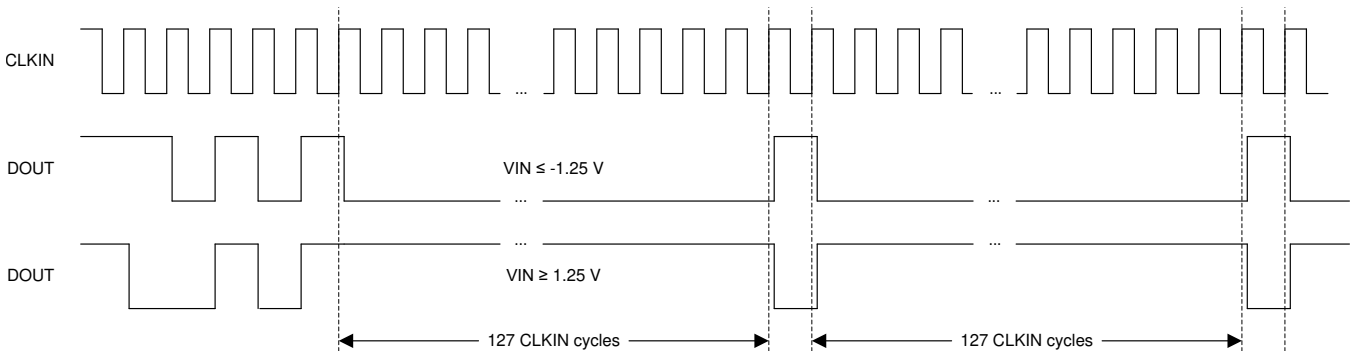 CLKIN
... ...
DOUT
VIN ≤ -1.25 V
... ...
DOUT
... ...
VIN ≥ 1.25 V
127 CLKIN cycles 127 CLKIN cycles